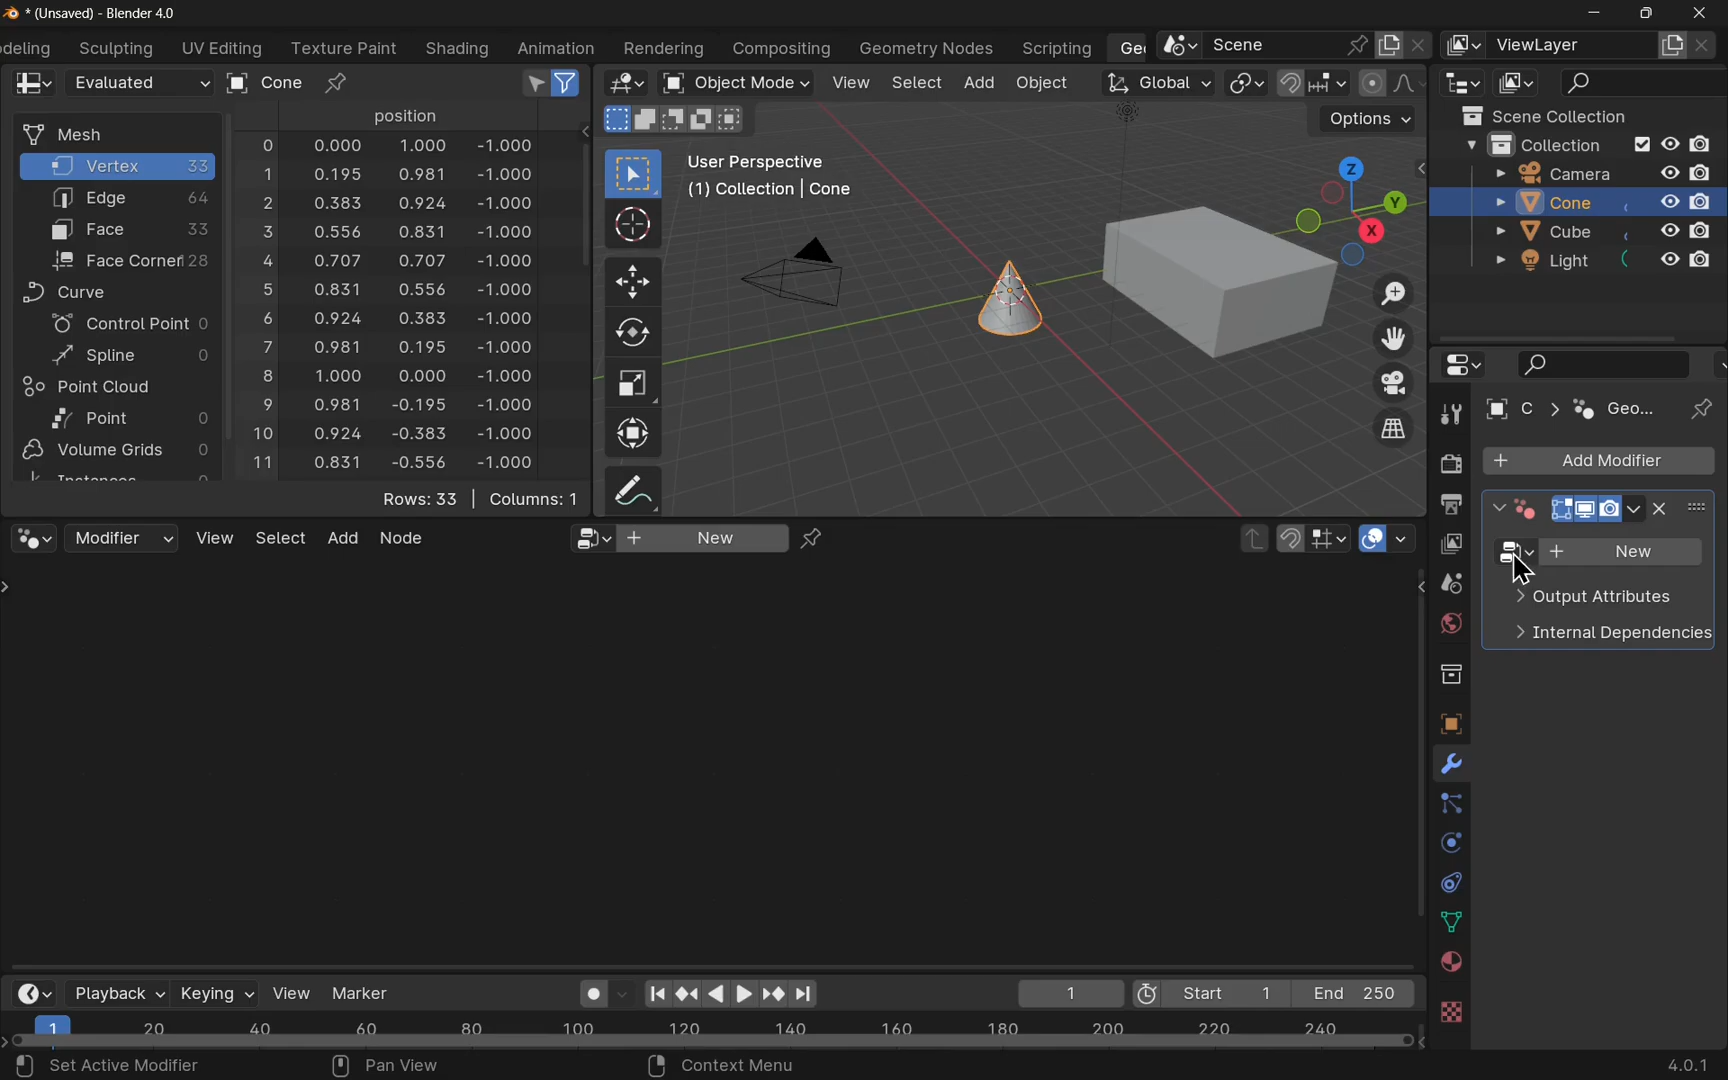 * (Unsaved) - Blender 4.0
deling Sculpting UV Editing Texture Paint Shading Animation Rendering Compositing Geometry Nodes Scripting Geo Scene ViewLayer
Evaluated Cone
Object Mode View Select Add Object Global
Options
position
Mesh
Vertex 33
Edge 64
Face 33
Face Corner 128
Curve
Control Point 0
Spline 0
Point Cloud
Point 0
Volume Grids 0
0 0.000 1.000 -1.000
1 0.195 0.981 -1.000
2 0.383 0.924 -1.000
3 0.556 0.831 -1.000
4 0.707 0.707 -1.000
5 0.831 0.556 -1.000
6 0.924 0.383 -1.000
7 0.981 0.195 -1.000
8 1.000 0.000 -1.000
9 0.981 -0.195 -1.000
10 0.924 -0.383 -1.000
11 0.831 -0.556 -1.000
Rows: 33 | Columns: 1
User Perspective
(1) Collection | Cone
Z
Y
X
Scene Collection
Collection
Camera
Cone
Cube
Light
C > Geo...
+ Add Modifier
+ New
Output Attributes
Internal Dependencies
Modifier View Select Add Node + New
Playback Keying View Marker 1 Start 1 End 250
1 20 40 60 80 100 120 140 160 180 200 220 240
Set Active Modifier Pan View Context Menu 4.0.1